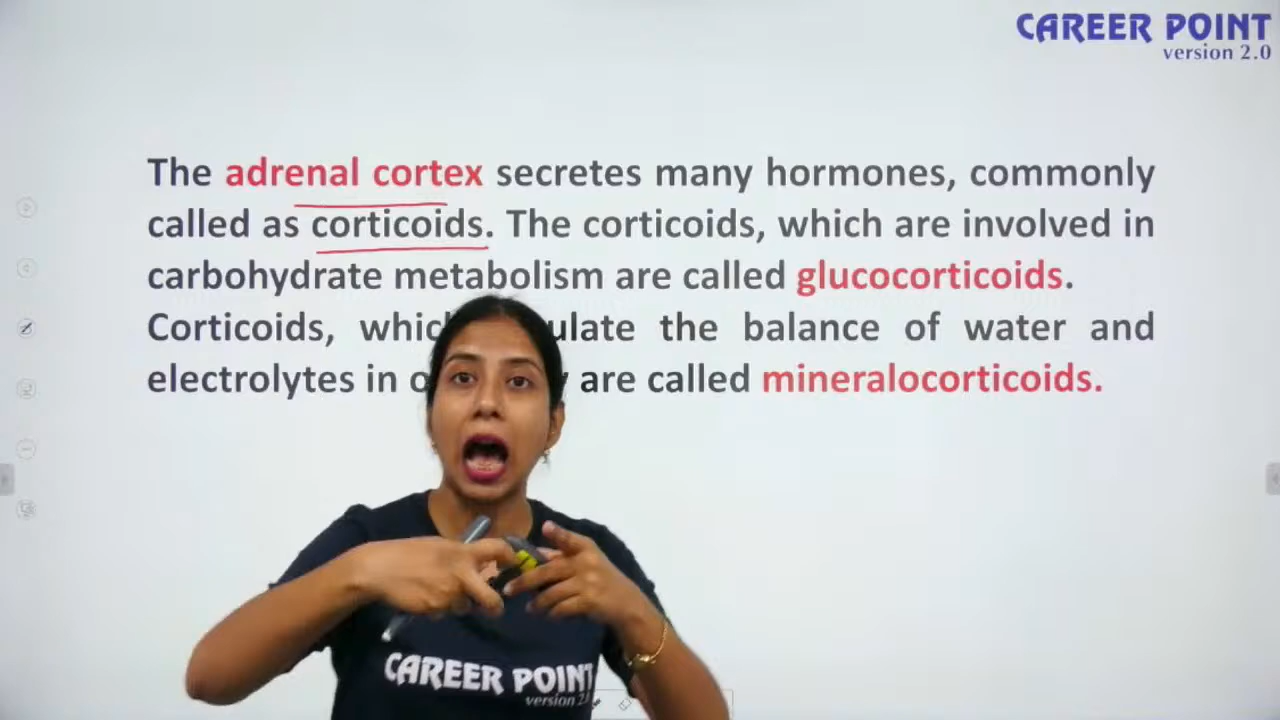 CAREER POINT
version 2.0
The adrenal cortex secretes many hormones, commonly
called as corticoids. The corticoids, which are involved in
carbohydrate metabolism are called glucocorticoids.
Corticoids, the balance of water and
electrolytes in are called mineralocorticoids.
CAREER POINT